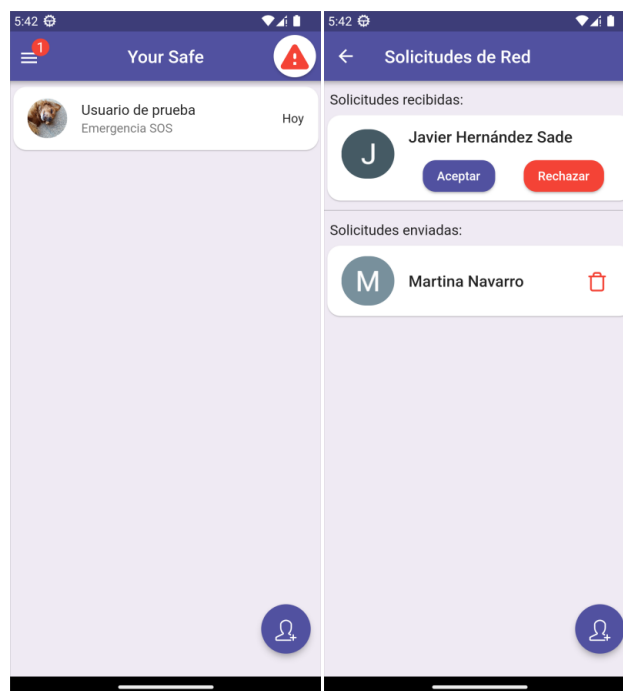 5:42
1
Your Safe
Usuario de prueba
Emergencia SOS
Hoy
5:42
Solicitudes de Red
Solicitudes recibidas:
J
Javier Hernández Sade
Aceptar
Rechazar
Solicitudes enviadas:
M
Martina Navarro